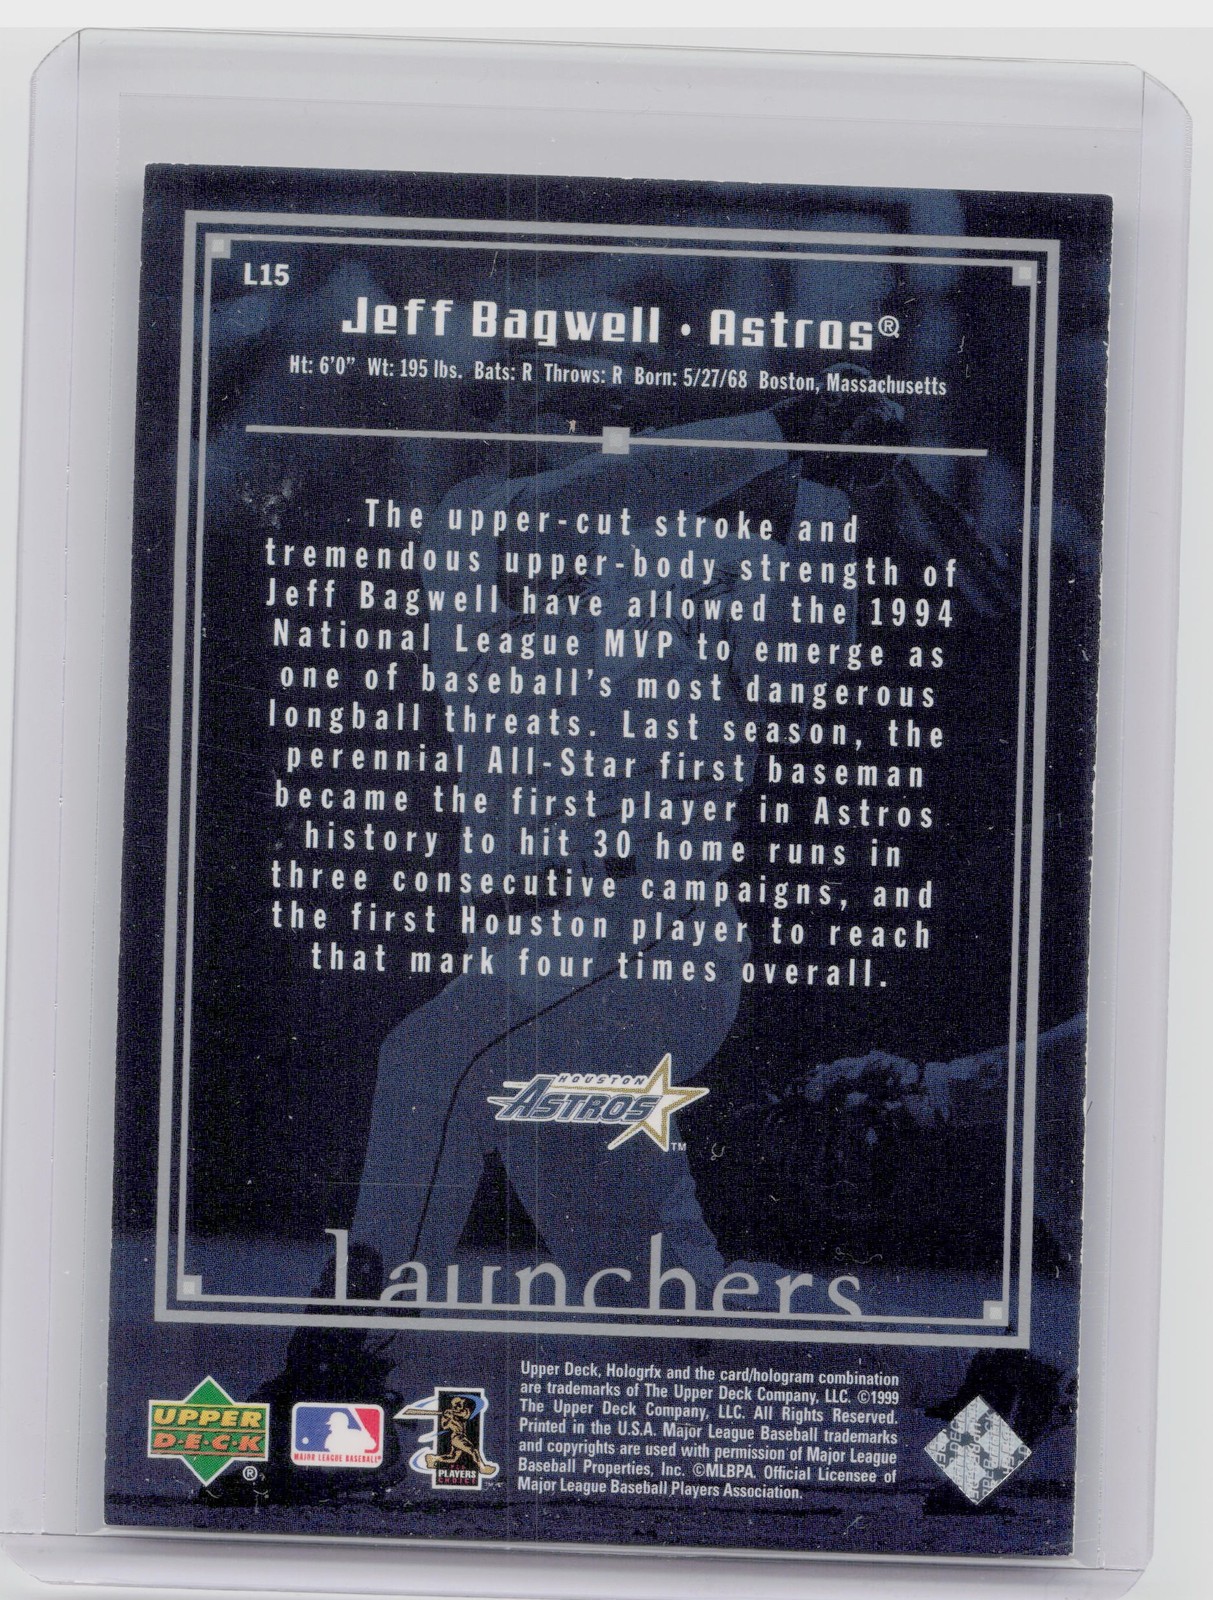 L15
Jeff Bagwell • Astros®
Ht: 6'0" Wt: 195 lbs. Bats: R Throws: R Born: 5/27/68 Boston, Massachusetts
The upper-cut stroke and
tremendous upper-body strength of
Jeff Bagwell have allowed the 1994
National League MVP to emerge as
one of baseball's most dangerous
longball threats. Last season, the
perennial All-Star first baseman
became the first player in Astros
history to hit 30 home runs in
three consecutive campaigns, and
the first Houston player to reach
that mark four times overall.
HOUSTON
ASTROS
TM
launchers
UPPER
D·E·C·K
®
MAJOR LEAGUE BASEBALL®
PLAYERS
CHOICE
Upper Deck, Hologrfx and the card/hologram combination
are trademarks of The Upper Deck Company, LLC. ©1999
The Upper Deck Company, LLC. All Rights Reserved.
Printed in the U.S.A. Major League Baseball trademarks
and copyrights are used with permission of Major League
Baseball Properties, Inc. ©MLBPA. Official Licensee of
Major League Baseball Players Association.